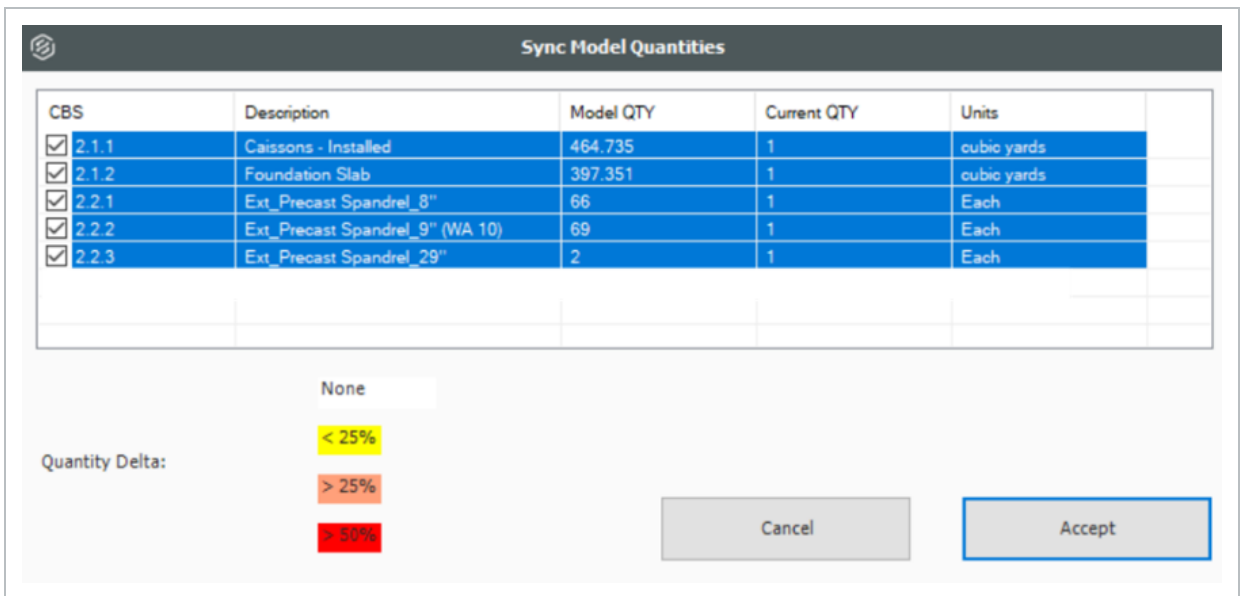 Sync Model Quantities
CBS Description Model QTY Current QTY Units
2.1.1 Caissons - Installed 464.735 1 cubic yards
2.1.2 Foundation Slab 397.351 1 cubic yards
2.2.1 Ext_Precast Spandrel_8" 66 1 Each
2.2.2 Ext_Precast Spandrel_9" (WA 10) 69 1 Each
2.2.3 Ext_Precast Spandrel_29" 2 1 Each
None
< 25%
Quantity Delta:
> 25%
> 50%
Cancel Accept